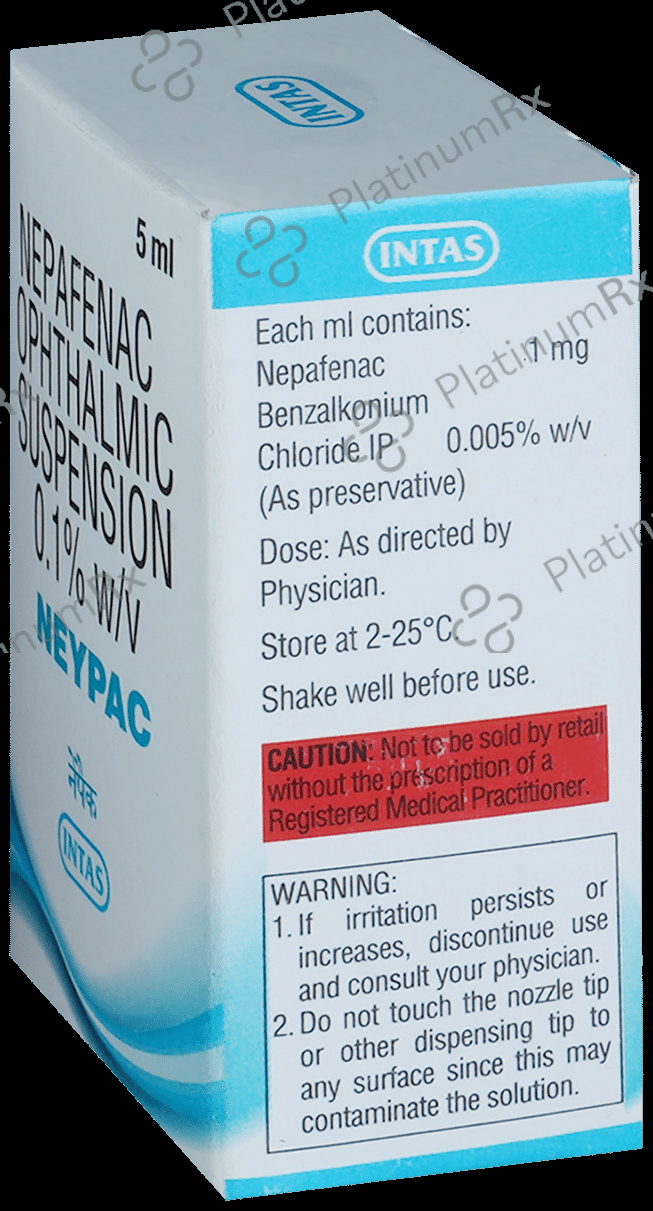 INTAS
5 ml
NEPAFENAC
OPHTHALMIC
SUSPENSION
0.1% w/v
NEYPAC
नेपैक
INTAS
INTAS
Each ml contains:
Nepafenac 1 mg
Benzalkonium
Chloride IP 0.005% w/v
(As preservative)
Dose: As directed by
Physician.
Store at 2-25°C.
Shake well before use.
CAUTION: Not to be sold by retail
without the prescription of a
Registered Medical Practitioner.
WARNING:
1. If irritation persists or
increases, discontinue use
and consult your physician.
2. Do not touch the nozzle tip
or other dispensing tip to
any surface since this may
contaminate the solution.
PlatinumRx
PlatinumRx